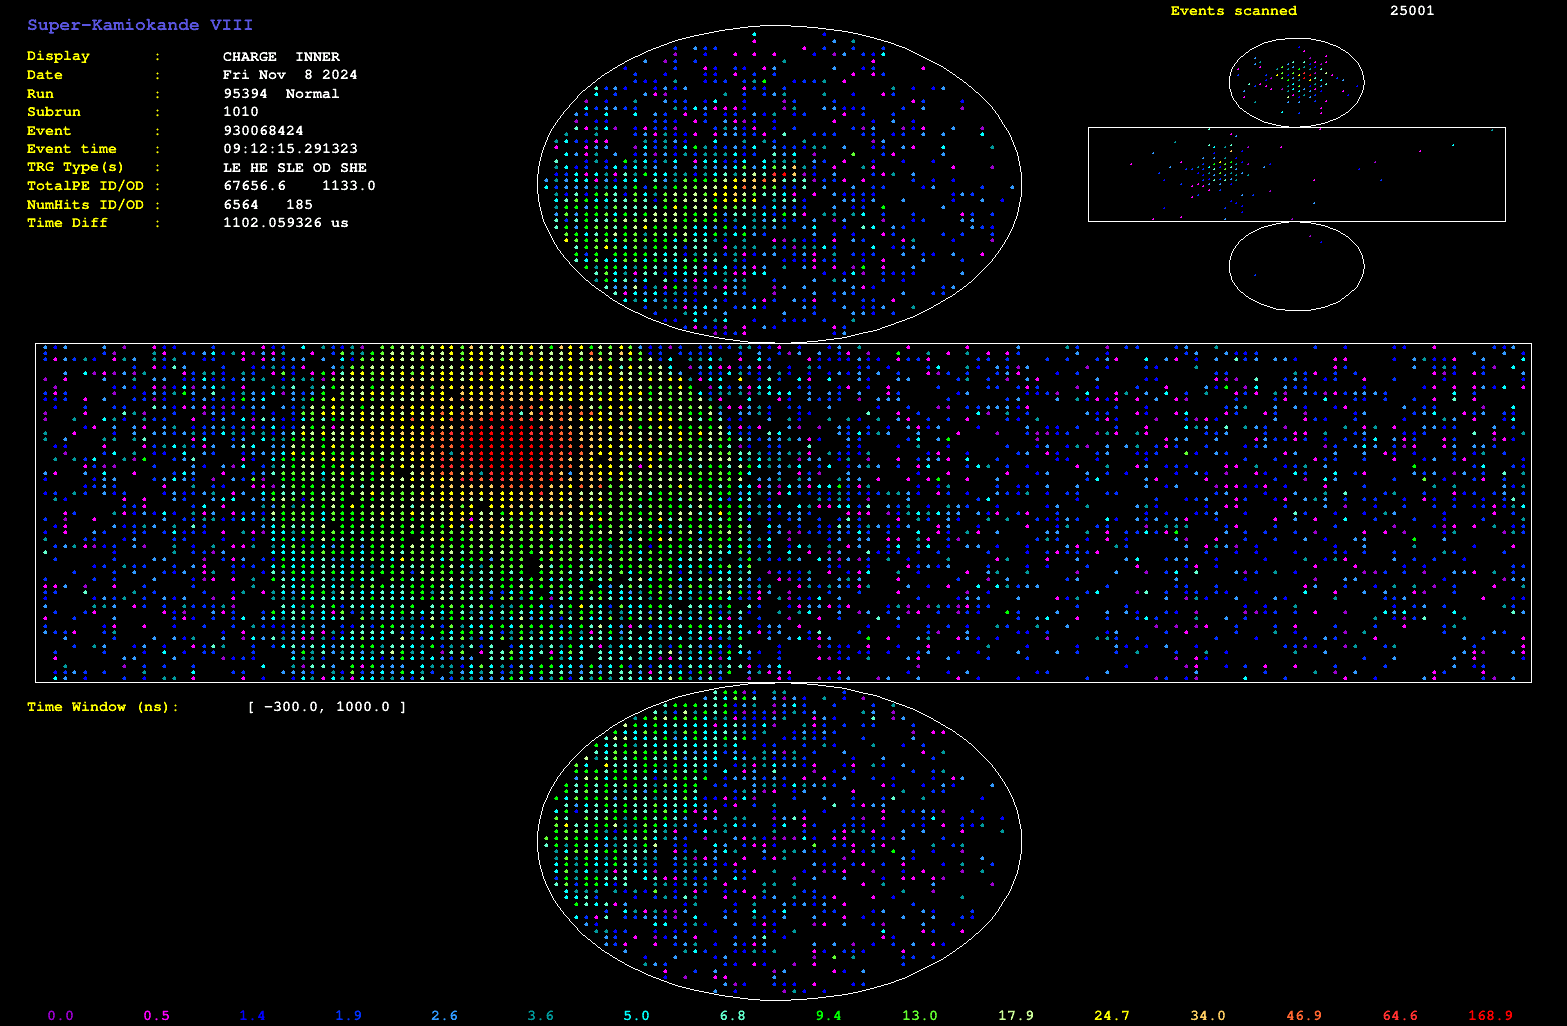 Super-Kamiokande VIII
Display : CHARGE INNER
Date : Fri Nov 8 2024
Run : 95394 Normal
Subrun : 1010
Event : 930068424
Event time : 09:12:15.291323
TRG Type(s) : LE HE SLE OD SHE
TotalPE ID/OD : 67656.6 1133.0
NumHits ID/OD : 6564 185
Time Diff : 1102.059326 us
Events scanned 25001
Time Window (ns): [ -300.0, 1000.0 ]
0.0 0.5 1.4 1.9 2.6 3.6 5.0 6.8 9.4 13.0 17.9 24.7 34.0 46.9 64.6 168.9